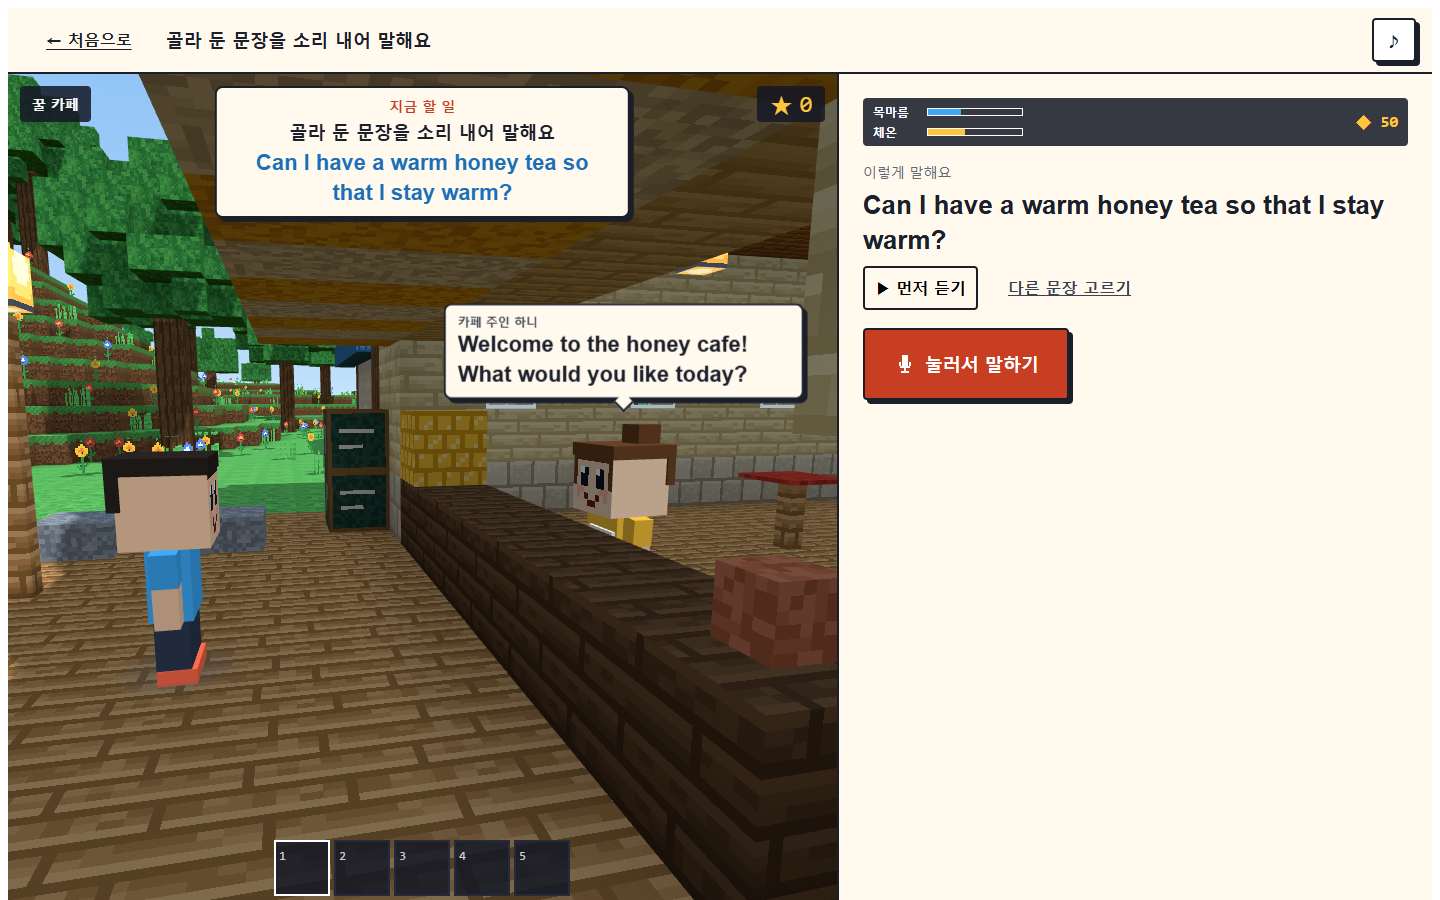 ← 처음으로
골라 둔 문장을 소리 내어 말해요
♪
꿀 카페
지금 할 일
골라 둔 문장을 소리 내어 말해요
Can I have a warm honey tea so
that I stay warm?
★ 0
카페 주인 하니
Welcome to the honey cafe!
What would you like today?
1
2
3
4
5
목마름
체온
◆ 50
이렇게 말해요
Can I have a warm honey tea so that I stay
warm?
▶ 먼저 듣기
다른 문장 고르기
눌러서 말하기